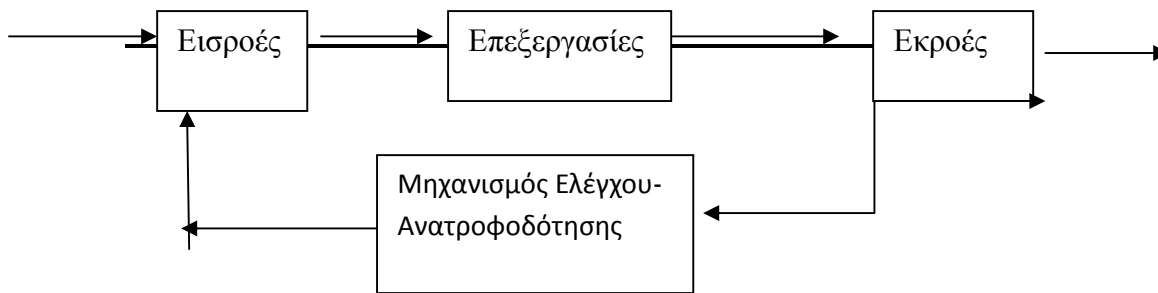 Εισροές
Επεξεργασίες
Εκροές
Μηχανισμός Ελέγχου-
Ανατροφοδότησης